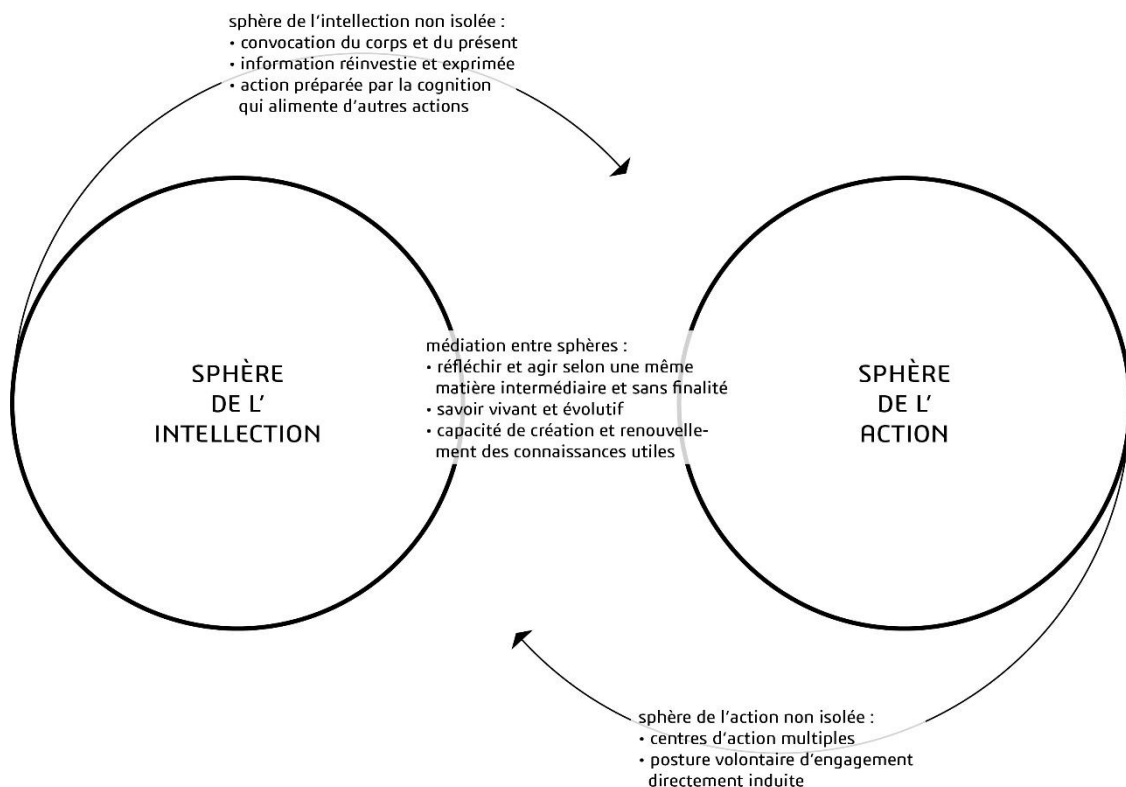 sphère de l'intellection non isolée :
• convocation du corps et du présent
• information réinvestie et exprimée
• action préparée par la cognition
qui alimente d'autres actions
SPHÈRE
DE L'
INTELLECTION
médiation entre sphères :
• réfléchir et agir selon une même
matière intermédiaire et sans finalité
• savoir vivant et évolutif
• capacité de création et renouvelle-
ment des connaissances utiles
SPHÈRE
DE L'
ACTION
sphère de l'action non isolée :
• centres d'action multiples
• posture volontaire d'engagement
directement induite